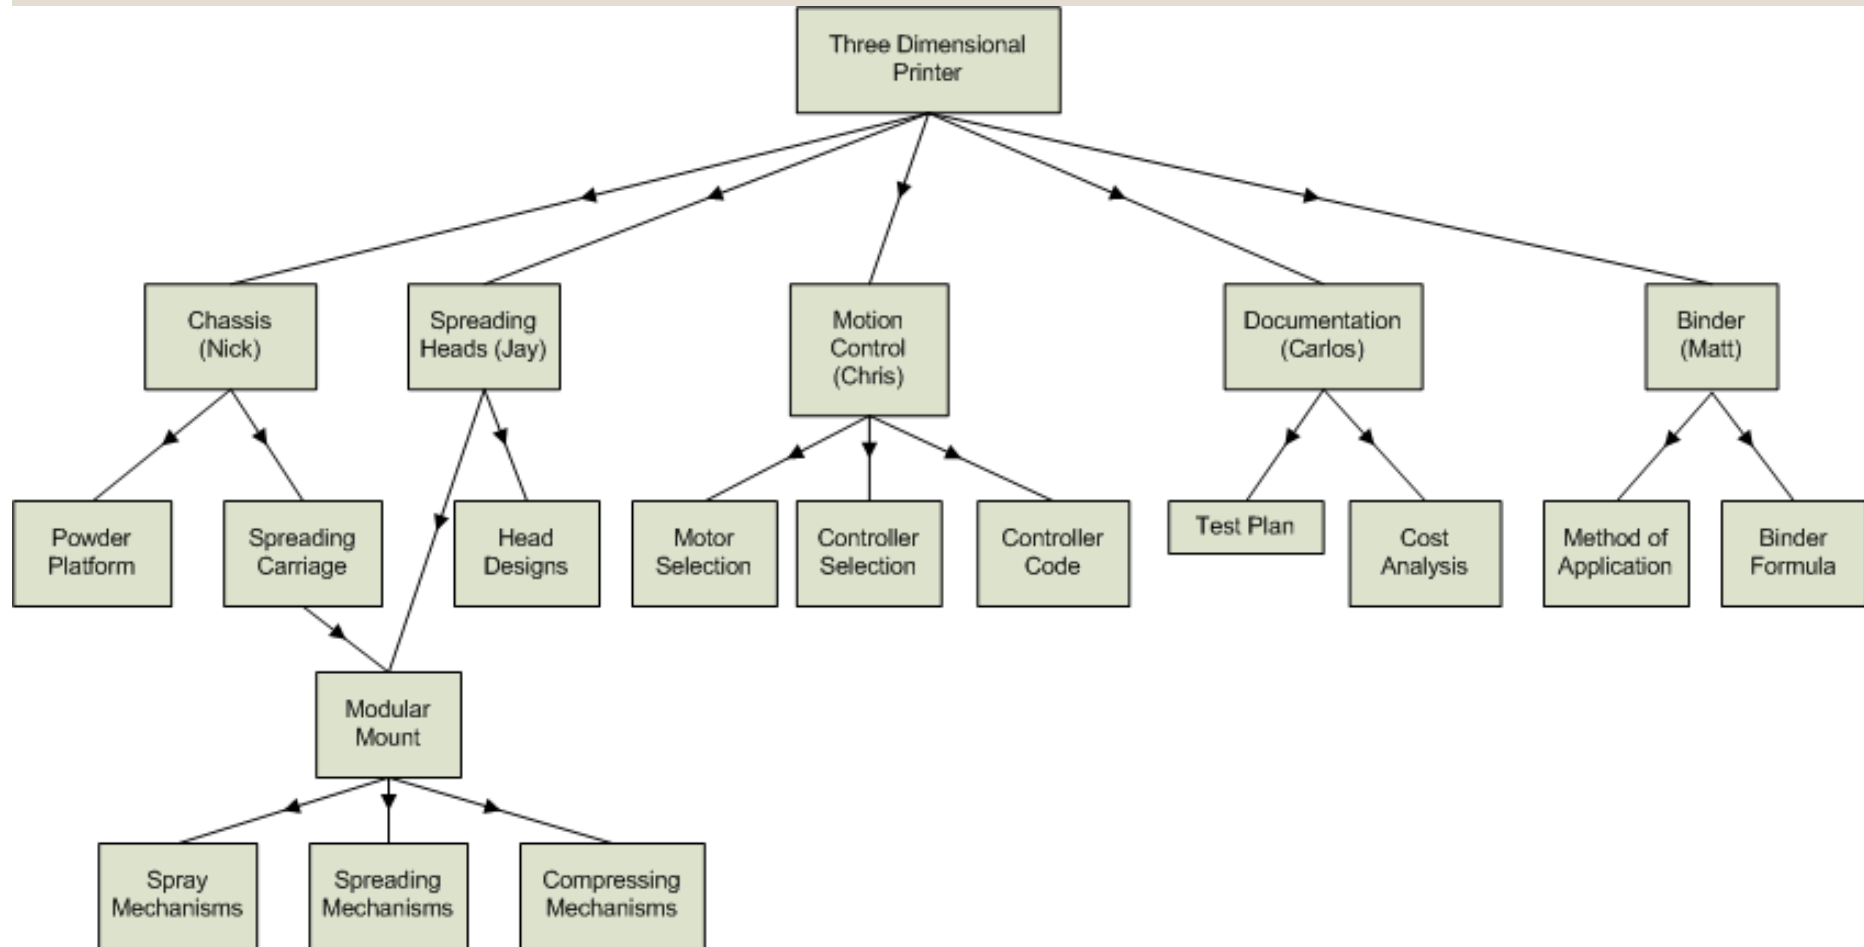 Three Dimensional
Printer
Chassis
(Nick)
Spreading
Heads (Jay)
Motion
Control
(Chris)
Documentation
(Carlos)
Binder
(Matt)
Powder
Platform
Spreading
Carriage
Head
Designs
Motor
Selection
Controller
Selection
Controller
Code
Test Plan
Cost
Analysis
Method of
Application
Binder
Formula
Modular
Mount
Spray
Mechanisms
Spreading
Mechanisms
Compressing
Mechanisms